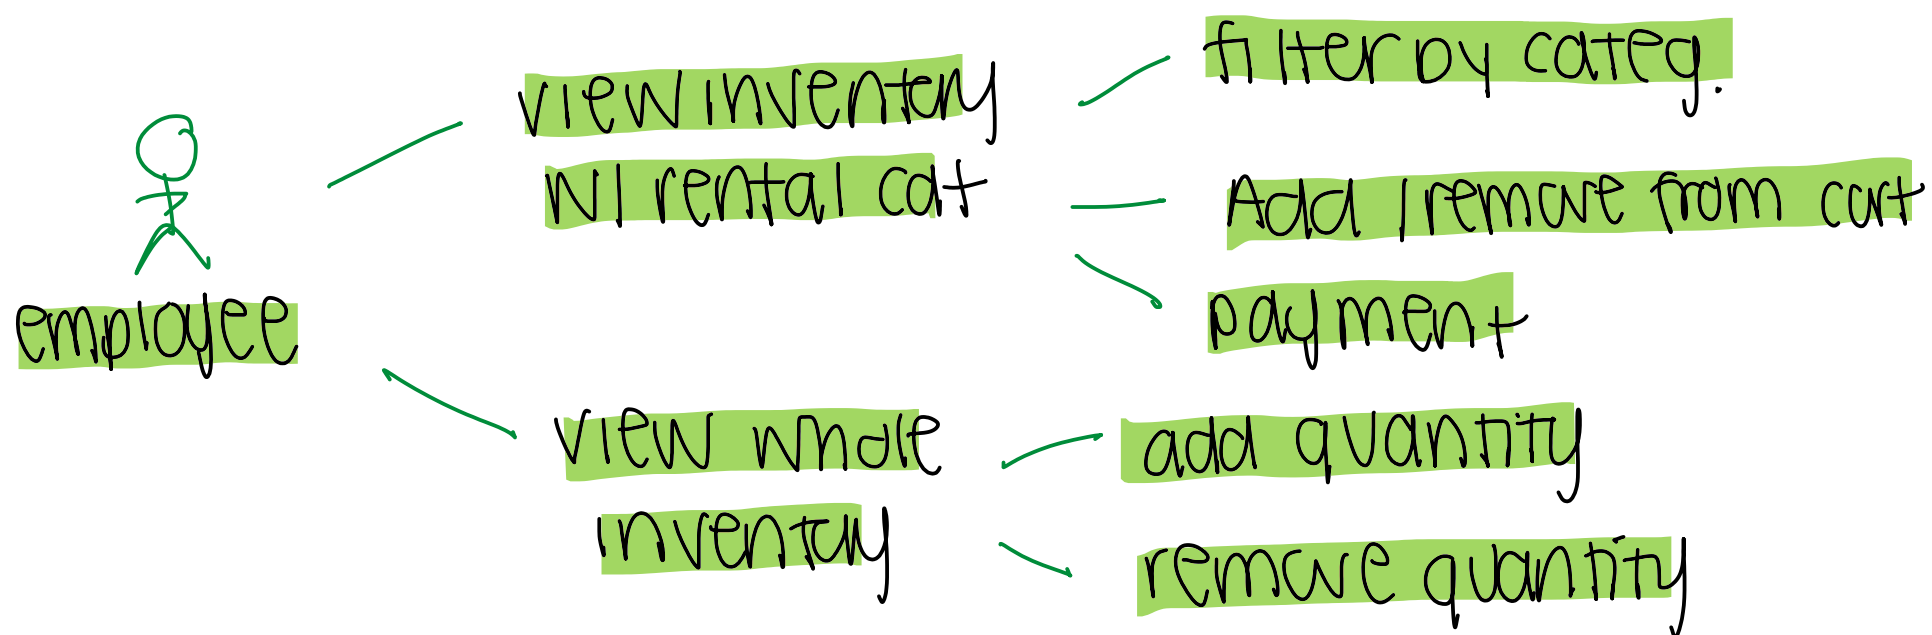 employee
view inventory
w/ rental cat
filter by categ.
Add / remove from cart
payment
view whole
inventory
add quantity
remove quantity